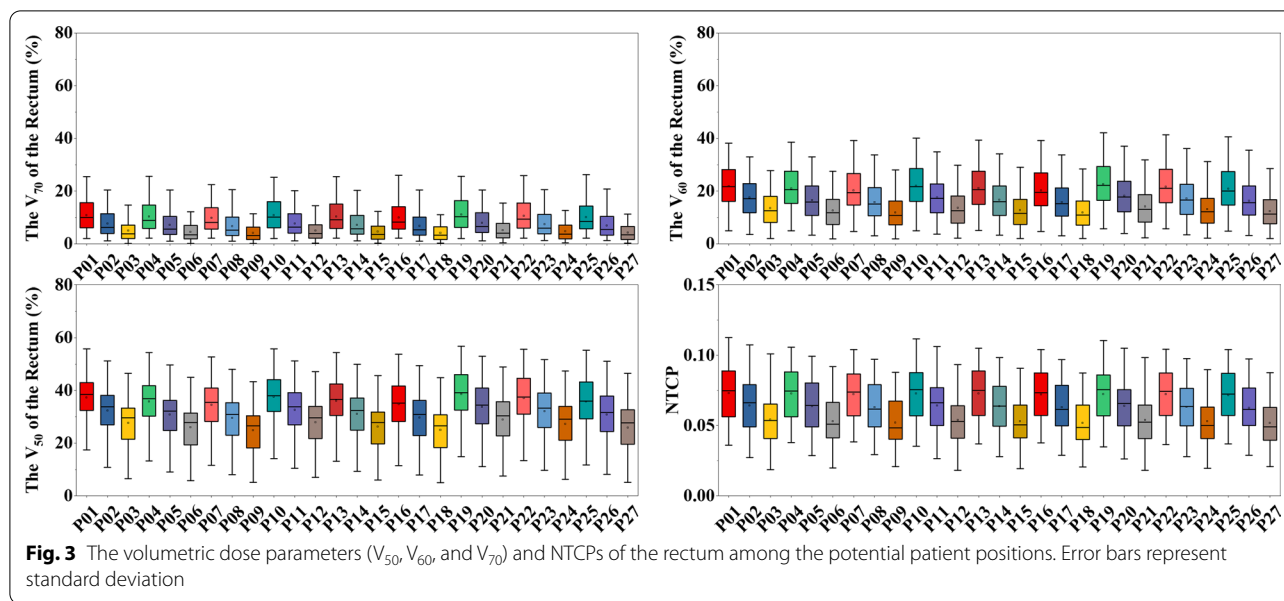 80
60
40
20
0
The V70 of the Rectum (%)
P01 P02 P03 P04 P05 P06 P07 P08 P09 P10 P11 P12 P13 P14 P15 P16 P17 P18 P19 P20 P21 P22 P23 P24 P25 P26 P27
80
60
40
20
0
The V60 of the Rectum (%)
P01 P02 P03 P04 P05 P06 P07 P08 P09 P10 P11 P12 P13 P14 P15 P16 P17 P18 P19 P20 P21 P22 P23 P24 P25 P26 P27
80
60
40
20
0
The V50 of the Rectum (%)
P01 P02 P03 P04 P05 P06 P07 P08 P09 P10 P11 P12 P13 P14 P15 P16 P17 P18 P19 P20 P21 P22 P23 P24 P25 P26 P27
0.15
0.10
0.05
0.00
NTCP
P01 P02 P03 P04 P05 P06 P07 P08 P09 P10 P11 P12 P13 P14 P15 P16 P17 P18 P19 P20 P21 P22 P23 P24 P25 P26 P27
Fig. 3 The volumetric dose parameters (V50, V60, and V70) and NTCPs of the rectum among the potential patient positions. Error bars represent
standard deviation